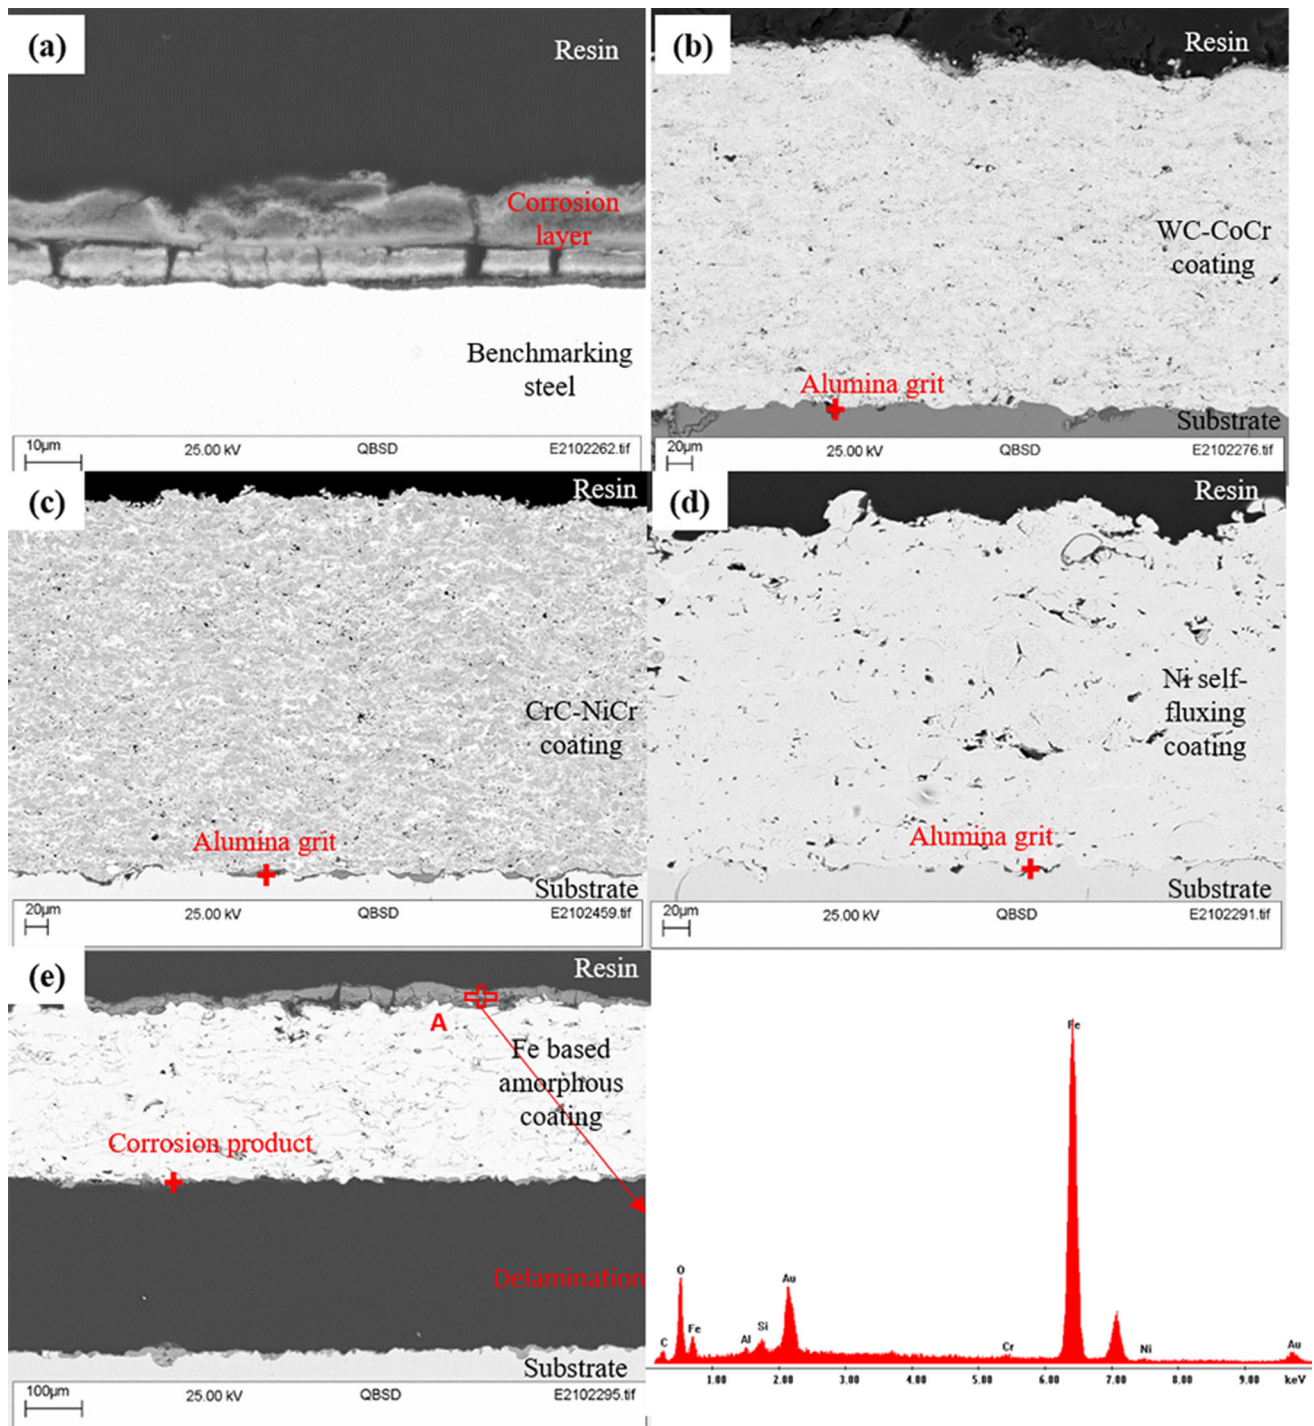 (a)
Resin
Corrosion
layer
Benchmarking
steel
10µm
25.00 kV
QBSD
E2102262.tif
(b)
Resin
WC-CoCr
coating
Alumina grit
Substrate
20µm
25.00 kV
QBSD
E2102276.tif
(c)
Resin
CrC-NiCr
coating
Alumina grit
Substrate
20µm
25.00 kV
QBSD
E2102459.tif
(d)
Resin
Ni self-
fluxing
coating
Alumina grit
Substrate
20µm
25.00 kV
QBSD
E2102291.tif
(e)
Resin
A
Fe based
amorphous
coating
Corrosion product
Delamination
Substrate
100µm
25.00 kV
QBSD
E2102295.tif
Fe
O
Au
Fe
Si
Al
C
Cr
Ni
Au
1.00 2.00 3.00 4.00 5.00 6.00 7.00 8.00 9.00 keV